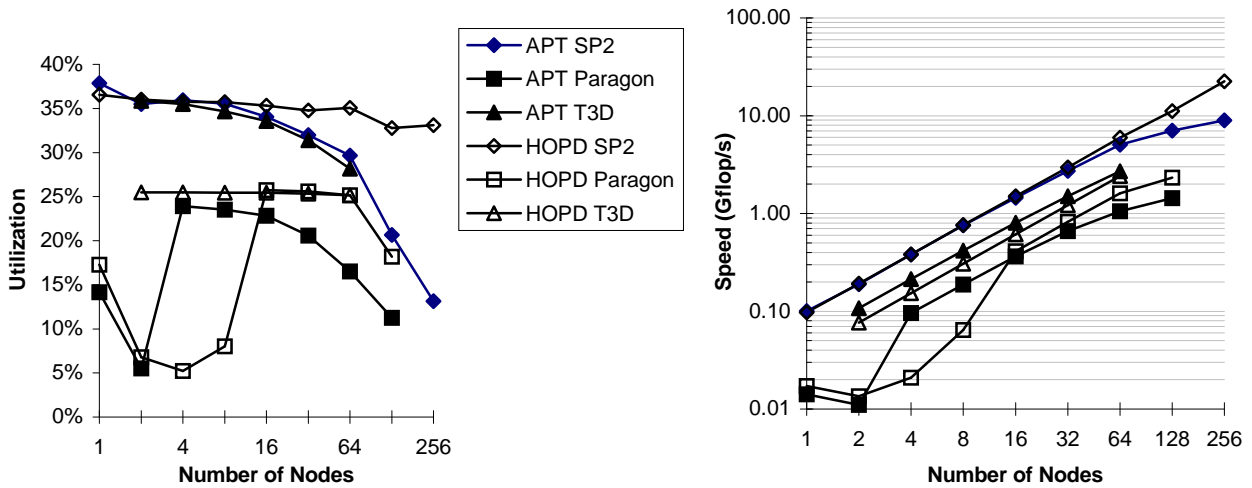 40%
35%
30%
25%
20%
15%
10%
5%
0%
Utilization
1
4
16
64
256
Number of Nodes
APT SP2
APT Paragon
APT T3D
HOPD SP2
HOPD Paragon
HOPD T3D
100.00
10.00
1.00
0.10
0.01
Speed (Gflop/s)
1
2
4
8
16
32
64
128
256
Number of Nodes